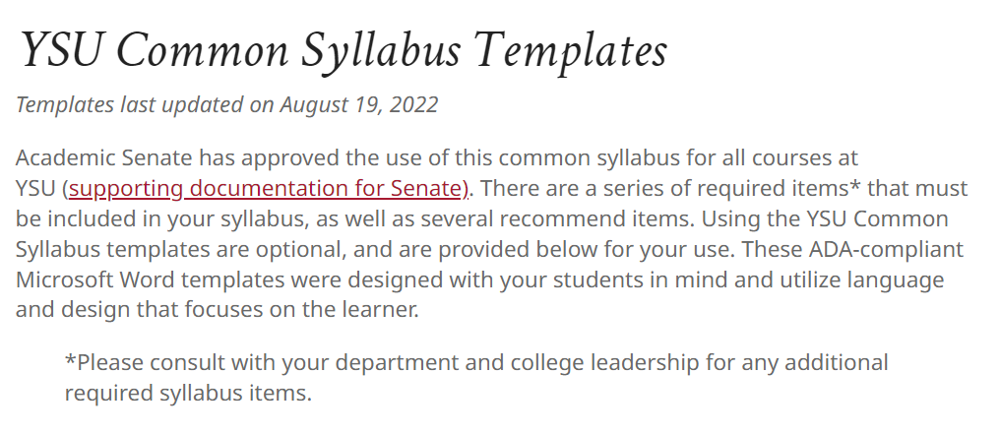 YSU Common Syllabus Templates
Templates last updated on August 19, 2022
Academic Senate has approved the use of this common syllabus for all courses at
YSU (supporting documentation for Senate). There are a series of required items* that must
be included in your syllabus, as well as several recommend items. Using the YSU Common
Syllabus templates are optional, and are provided below for your use. These ADA-compliant
Microsoft Word templates were designed with your students in mind and utilize language
and design that focuses on the learner.
*Please consult with your department and college leadership for any additional
required syllabus items.